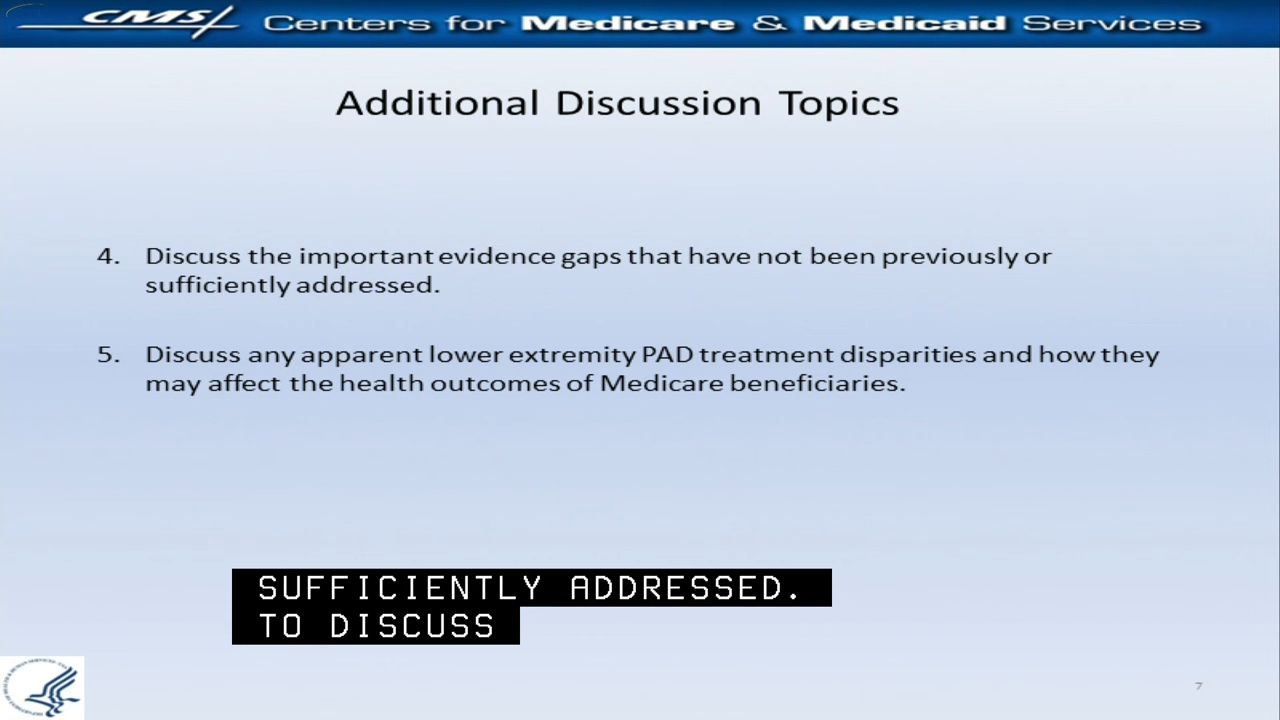 CMS/ Centers for Medicare & Medicaid Services
Additional Discussion Topics
4. Discuss the important evidence gaps that have not been previously or
sufficiently addressed.
5. Discuss any apparent lower extremity PAD treatment disparities and how they
may affect the health outcomes of Medicare beneficiaries.
SUFFICIENTLY ADDRESSED.
TO DISCUSS
7